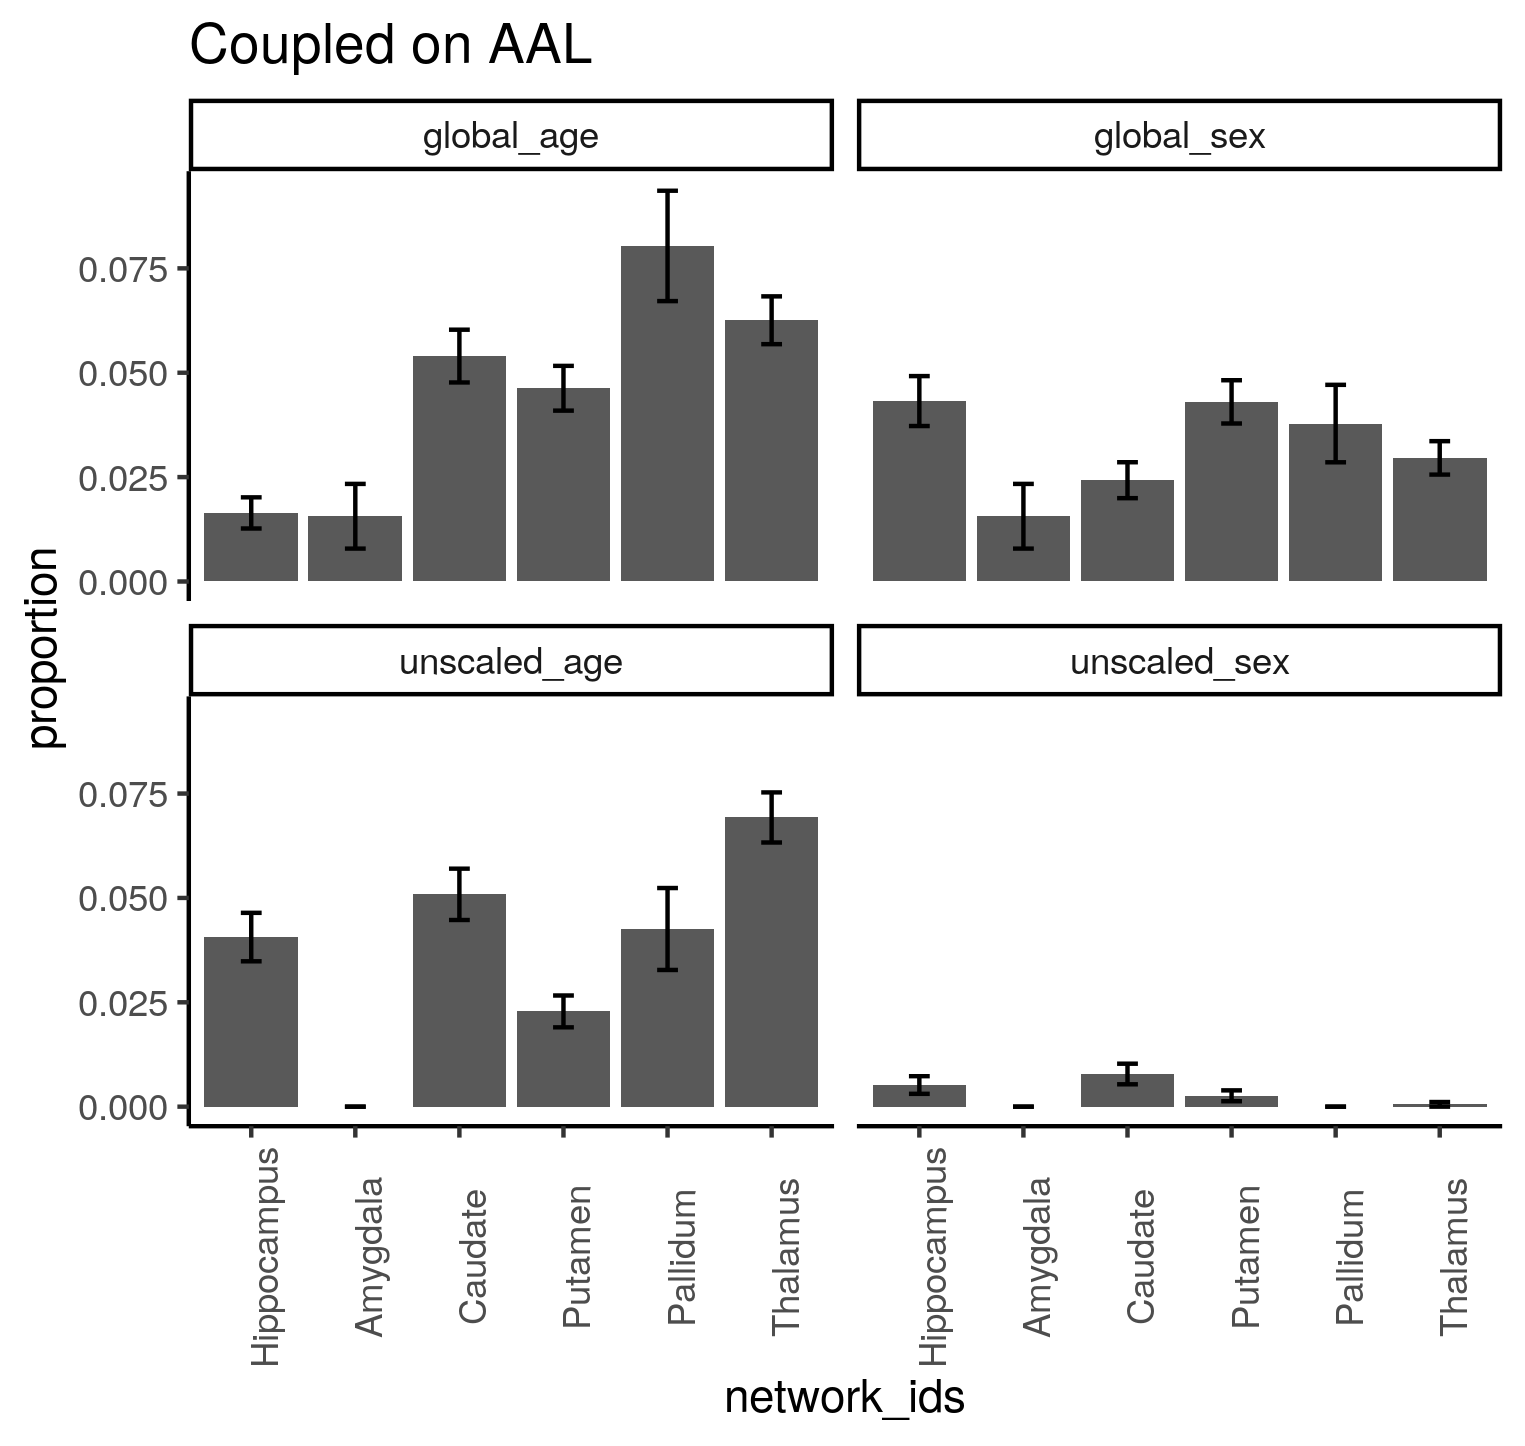 Coupled on AAL
global_age
global_sex
0.075
0.050
0.025
0.000
proportion
unscaled_age
unscaled_sex
0.075
0.050
0.025
0.000
Hippocampus
Amygdala
Caudate
Putamen
Pallidum
Thalamus
Hippocampus
Amygdala
Caudate
Putamen
Pallidum
Thalamus
network_ids